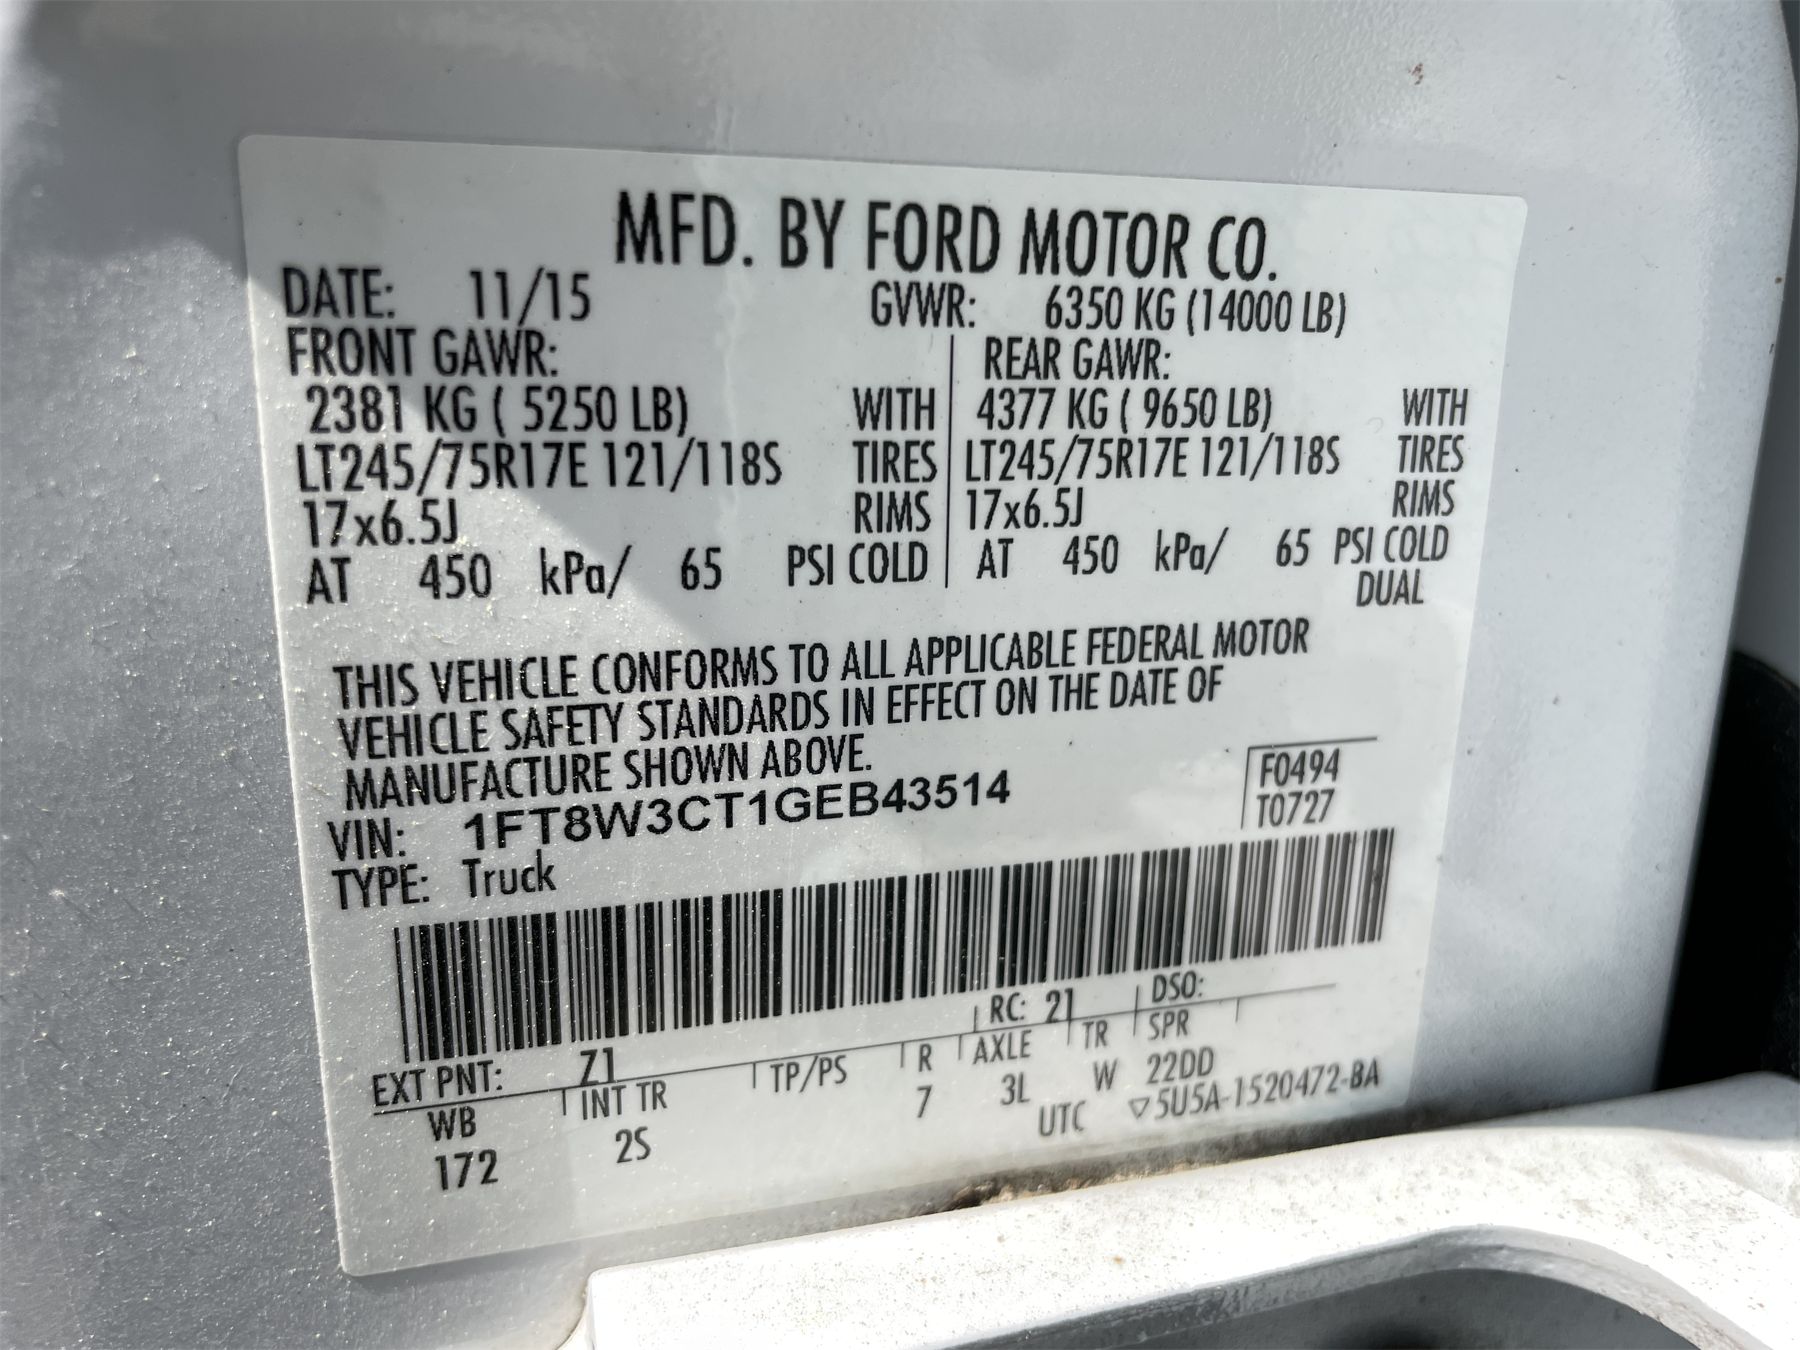 MFD. BY FORD MOTOR CO.
DATE: 11/15 GVWR: 6350 KG (14000 LB)
FRONT GAWR: REAR GAWR:
2381 KG ( 5250 LB) WITH 4377 KG ( 9650 LB) WITH
LT245/75R17E 121/118S TIRES LT245/75R17E 121/118S TIRES
17x6.5J RIMS 17x6.5J RIMS
AT 450 kPa/ 65 PSI COLD AT 450 kPa/ 65 PSI COLD
DUAL
THIS VEHICLE CONFORMS TO ALL APPLICABLE FEDERAL MOTOR
VEHICLE SAFETY STANDARDS IN EFFECT ON THE DATE OF
MANUFACTURE SHOWN ABOVE.
F0494
VIN: 1FT8W3CT1GEB43514 T0727
TYPE: Truck
EXT PNT: Z1 RC: 21 DSO:
WB INT TR TP/PS R AXLE TR SPR
172 2S 7 3L W 22DD
UTC ▽5U5A-1520472-BA